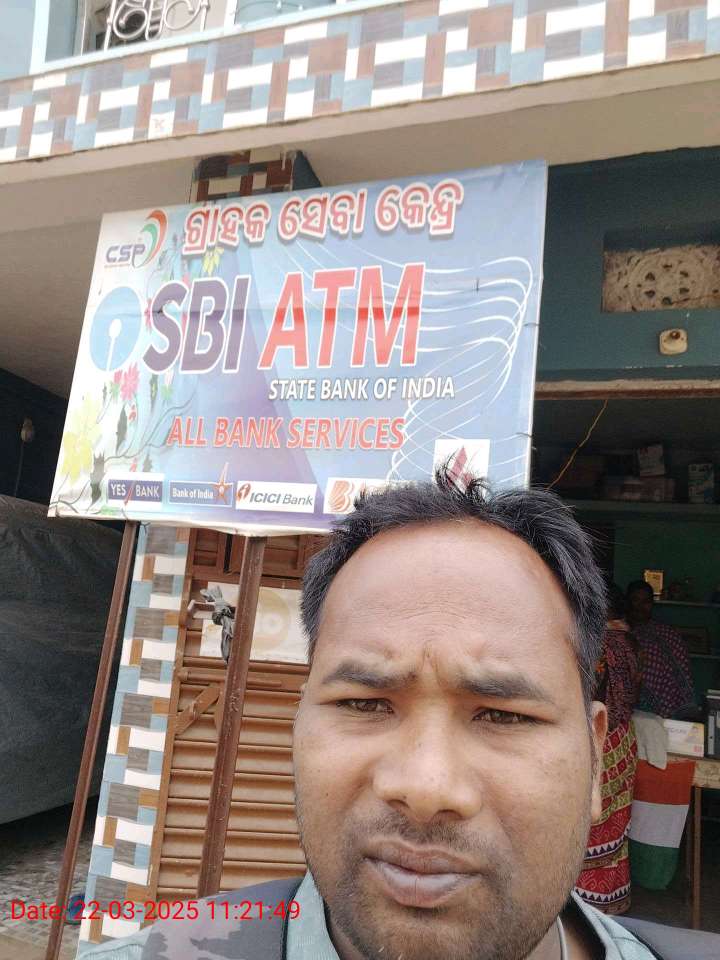 CSP
ଗ୍ରାହକ ସେବା କେନ୍ଦ୍ର
SBI ATM
STATE BANK OF INDIA
ALL BANK SERVICES
YES BANK
Bank of India
ICICI Bank
Date: 22-03-2025 11:21:49